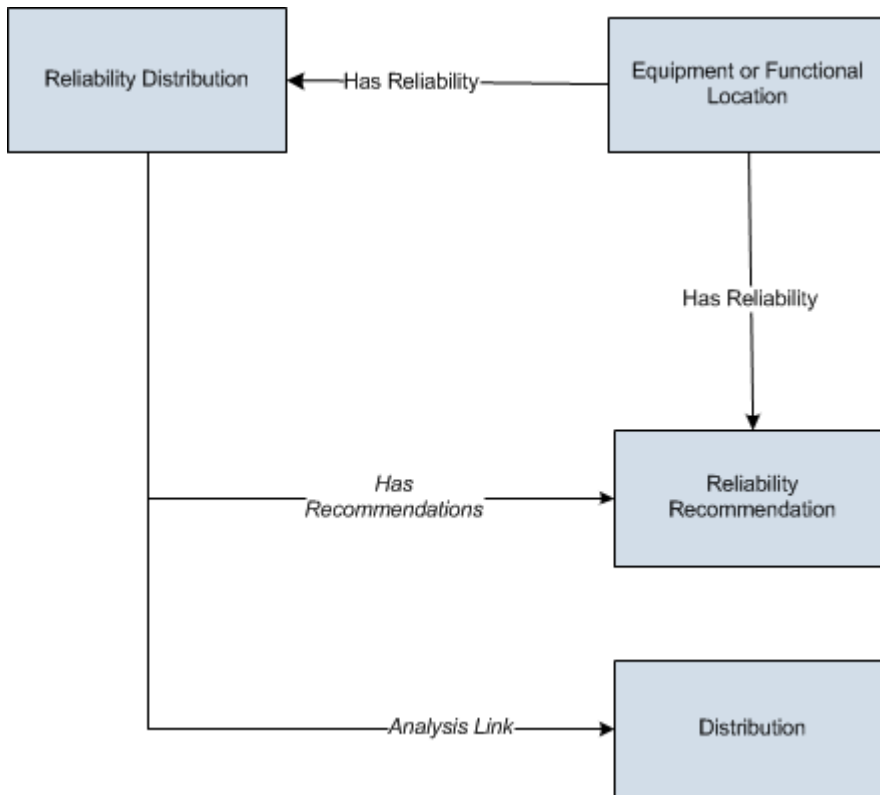 Reliability Distribution
Has Reliability
Equipment or Functional
Location
Has Reliability
Has
Recommendations
Reliability
Recommendation
Analysis Link
Distribution